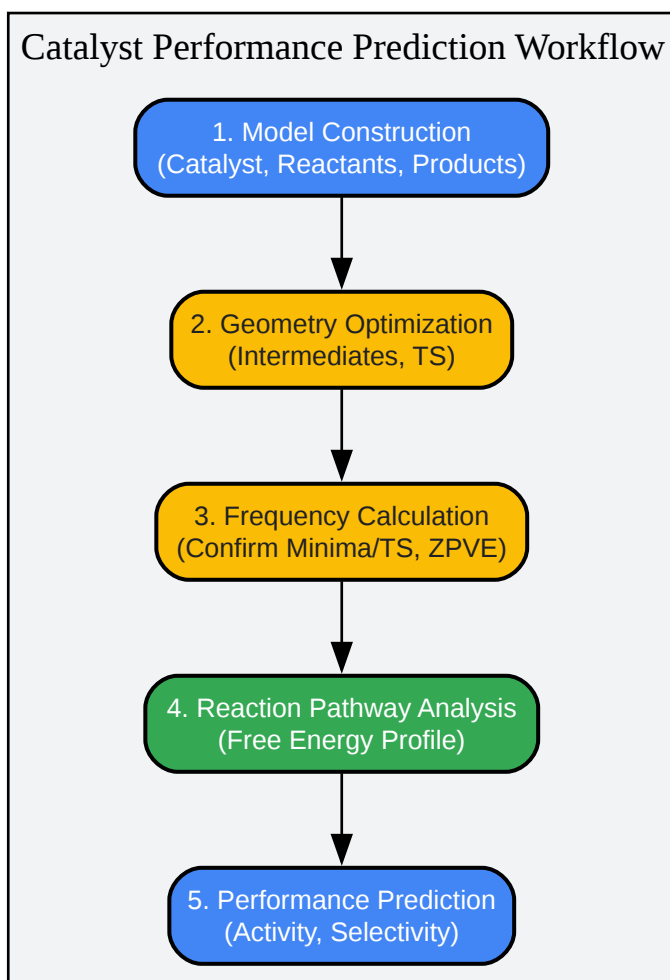 Catalyst Performance Prediction Workflow
1. Model Construction
(Catalyst, Reactants, Products)
2. Geometry Optimization
(Intermediates, TS)
3. Frequency Calculation
(Confirm Minima/TS, ZPVE)
4. Reaction Pathway Analysis
(Free Energy Profile)
5. Performance Prediction
(Activity, Selectivity)